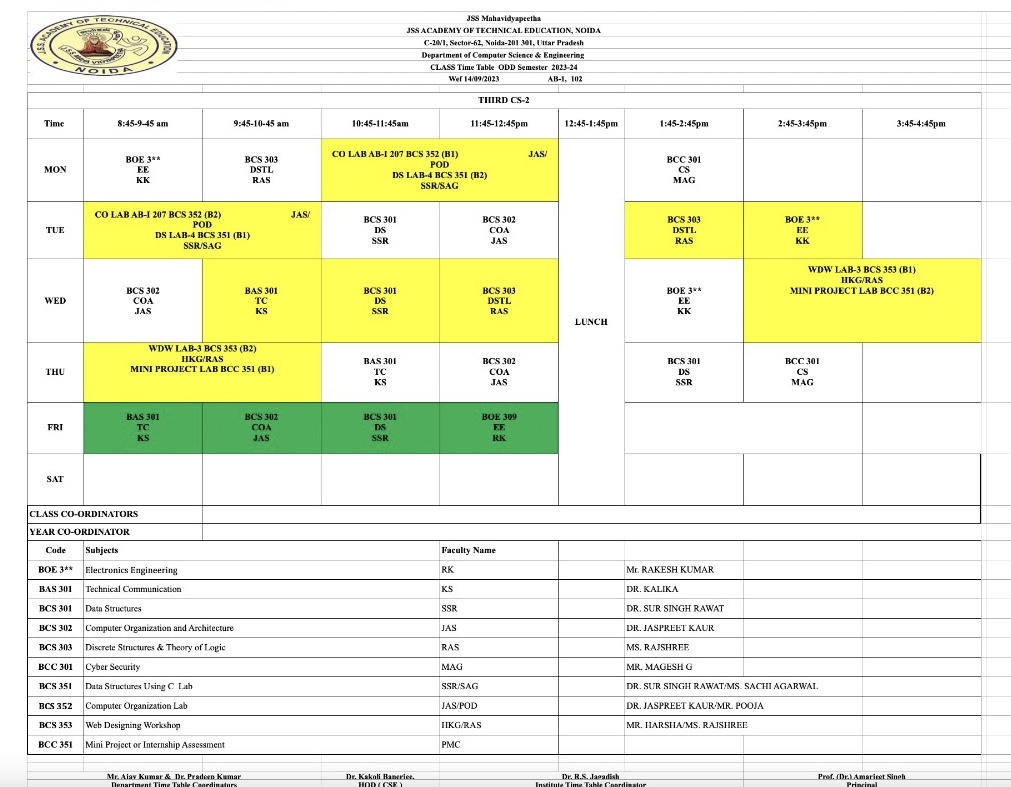 JSS ACADEMY OF TECHNICAL EDUCATION
NOIDA
JSS Mahavidyapeetha
JSS ACADEMY OF TECHNICAL EDUCATION, NOIDA
C-20/1, Sector-62, Noida-201 301, Uttar Pradesh
Department of Computer Science & Engineering
CLASS Time Table ODD Semester 2023-24
Wef 14/09/2023 AB-1, 102
THIRD CS-2
Time 8:45-9-45 am 9:45-10-45 am 10:45-11:45am 11:45-12:45pm 12:45-1:45pm 1:45-2:45pm 2:45-3:45pm 3:45-4:45pm
MON
BOE 3**
EE
KK
BCS 303
DSTL
RAS
CO LAB AB-I 207 BCS 352 (B1) JAS/
POD
DS LAB-4 BCS 351 (B2)
SSR/SAG
BCC 301
CS
MAG
TUE
CO LAB AB-I 207 BCS 352 (B2) JAS/
POD
DS LAB-4 BCS 351 (B1)
SSR/SAG
BCS 301
DS
SSR
BCS 302
COA
JAS
BCS 303
DSTL
RAS
BOE 3**
EE
KK
WED
BCS 302
COA
JAS
BAS 301
TC
KS
BCS 301
DS
SSR
BCS 303
DSTL
RAS
LUNCH
BOE 3**
EE
KK
WDW LAB-3 BCS 353 (B1)
HKG/RAS
MINI PROJECT LAB BCC 351 (B2)
THU
WDW LAB-3 BCS 353 (B2)
HKG/RAS
MINI PROJECT LAB BCC 351 (B1)
BAS 301
TC
KS
BCS 302
COA
JAS
BCS 301
DS
SSR
BCC 301
CS
MAG
FRI
BAS 301
TC
KS
BCS 302
COA
JAS
BCS 301
DS
SSR
BOE 309
EE
RK
SAT
CLASS CO-ORDINATORS
YEAR CO-ORDINATOR
Code Subjects Faculty Name
BOE 3** Electronics Engineering RK Mr. RAKESH KUMAR
BAS 301 Technical Communication KS DR. KALIKA
BCS 301 Data Structures SSR DR. SUR SINGH RAWAT
BCS 302 Computer Organization and Architecture JAS DR. JASPREET KAUR
BCS 303 Discrete Structures & Theory of Logic RAS MS. RAJSHREE
BCC 301 Cyber Security MAG MR. MAGESH G
BCS 351 Data Structures Using C Lab SSR/SAG DR. SUR SINGH RAWAT/MS. SACHI AGARWAL
BCS 352 Computer Organization Lab JAS/POD DR. JASPREET KAUR/MR. POOJA
BCS 353 Web Designing Workshop HKG/RAS MR. HARSHA/MS. RAJSHREE
BCC 351 Mini Project or Internship Assessment PMC
Mr. Ajay Kumar & Dr. Pradeep Kumar Dr. Kakoli Banerjee, Dr. R.S. Jagadish Prof. (Dr.) Amarjeet Singh
Department Time Table Coordinators HOD ( CSE ) Institute Time Table Coordinator Principal